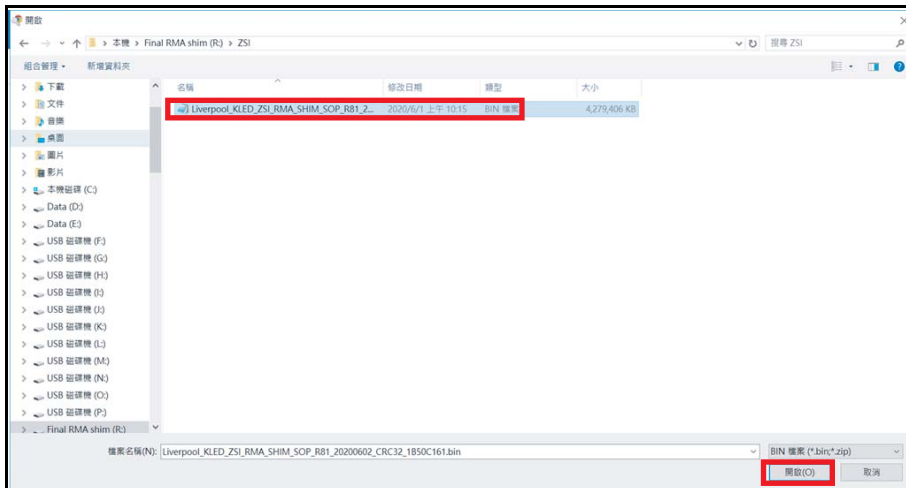 開啟
本機 › Final RMA shim (R:) › ZSI
搜尋 ZSI
組合管理
新增資料夾
名稱 修改日期 類型 大小
Liverpool_KLED_ZSI_RMA_SHIM_SOP_R81_2... 2020/6/1 上午 10:15 BIN 檔案 4,279,406 KB
下載
文件
音樂
桌面
圖片
影片
本機磁碟 (C:)
Data (D:)
Data (E:)
USB 磁碟機 (F:)
USB 磁碟機 (G:)
USB 磁碟機 (H:)
USB 磁碟機 (I:)
USB 磁碟機 (J:)
USB 磁碟機 (K:)
USB 磁碟機 (L:)
USB 磁碟機 (M:)
USB 磁碟機 (N:)
USB 磁碟機 (O:)
USB 磁碟機 (P:)
Final RMA shim (R:)
檔案名稱(N): Liverpool_KLED_ZSI_RMA_SHIM_SOP_R81_20200602_CRC32_1850C161.bin
BIN 檔案 (*.bin;*.zip)
開啟(O) 取消